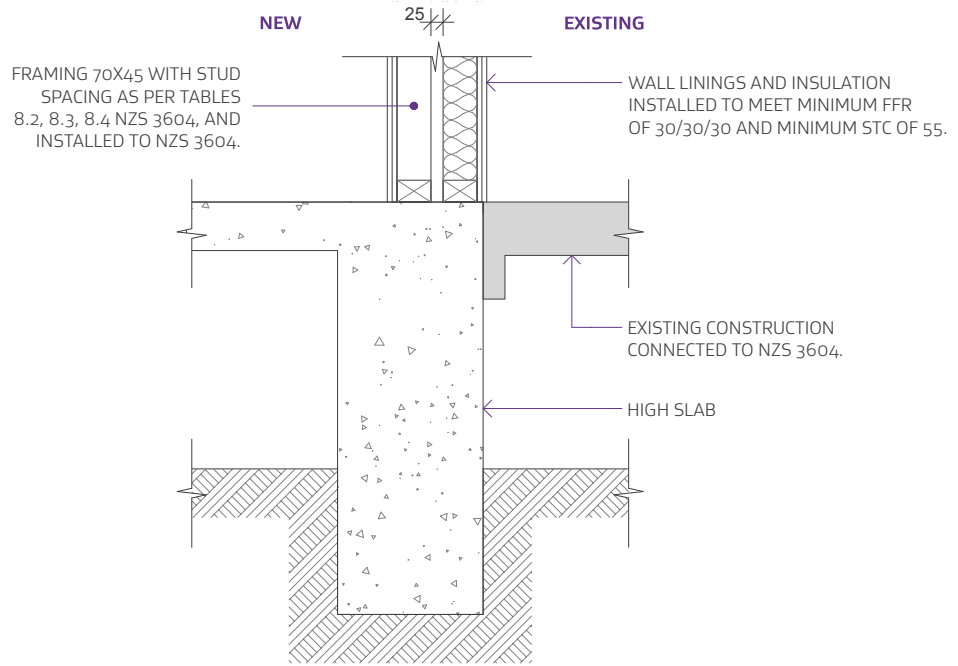 NEW
25
EXISTING
FRAMING 70X45 WITH STUD
SPACING AS PER TABLES
8.2, 8.3, 8.4 NZS 3604, AND
INSTALLED TO NZS 3604.
WALL LININGS AND INSULATION
INSTALLED TO MEET MINIMUM FFR
OF 30/30/30 AND MINIMUM STC OF 55.
EXISTING CONSTRUCTION
CONNECTED TO NZS 3604.
HIGH SLAB